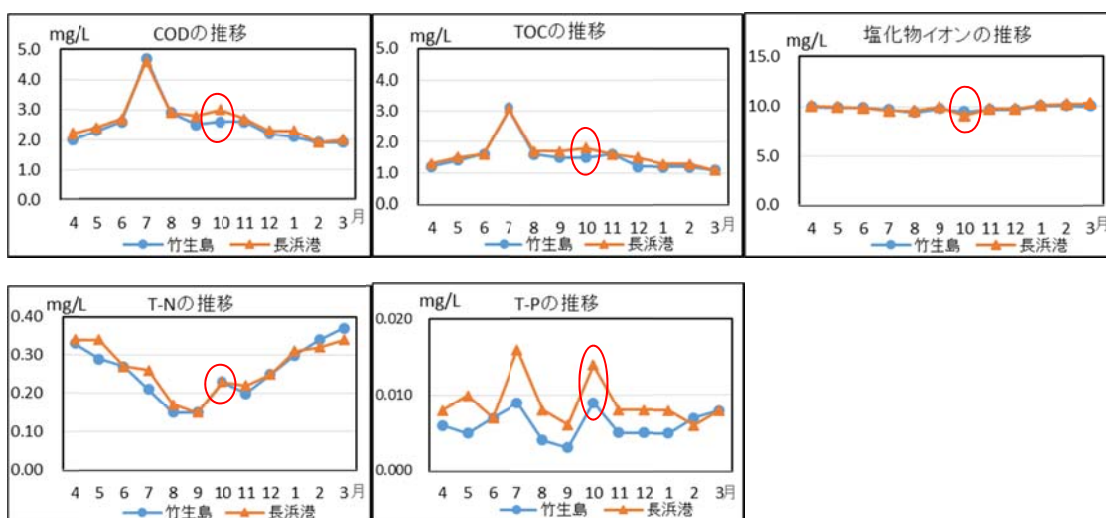 mg/L
CODの推移
5.0
4.0
3.0
2.0
1.0
0.0
4 5 6 7 8 9 10 11 12 1 2 3月
竹生島 長浜港
mg/L
TOCの推移
5.0
4.0
3.0
2.0
1.0
0.0
4 5 6 7 8 9 10 11 12 1 2 3月
竹生島 長浜港
mg/L
塩化物イオンの推移
15.0
10.0
5.0
0.0
4 5 6 7 8 9 10 11 12 1 2 3月
竹生島 長浜港
mg/L
T-Nの推移
0.40
0.30
0.20
0.10
0.00
4 5 6 7 8 9 10 11 12 1 2 3月
竹生島 長浜港
mg/L
T-Pの推移
0.020
0.010
0.000
4 5 6 7 8 9 10 11 12 1 2 3月
竹生島 長浜港